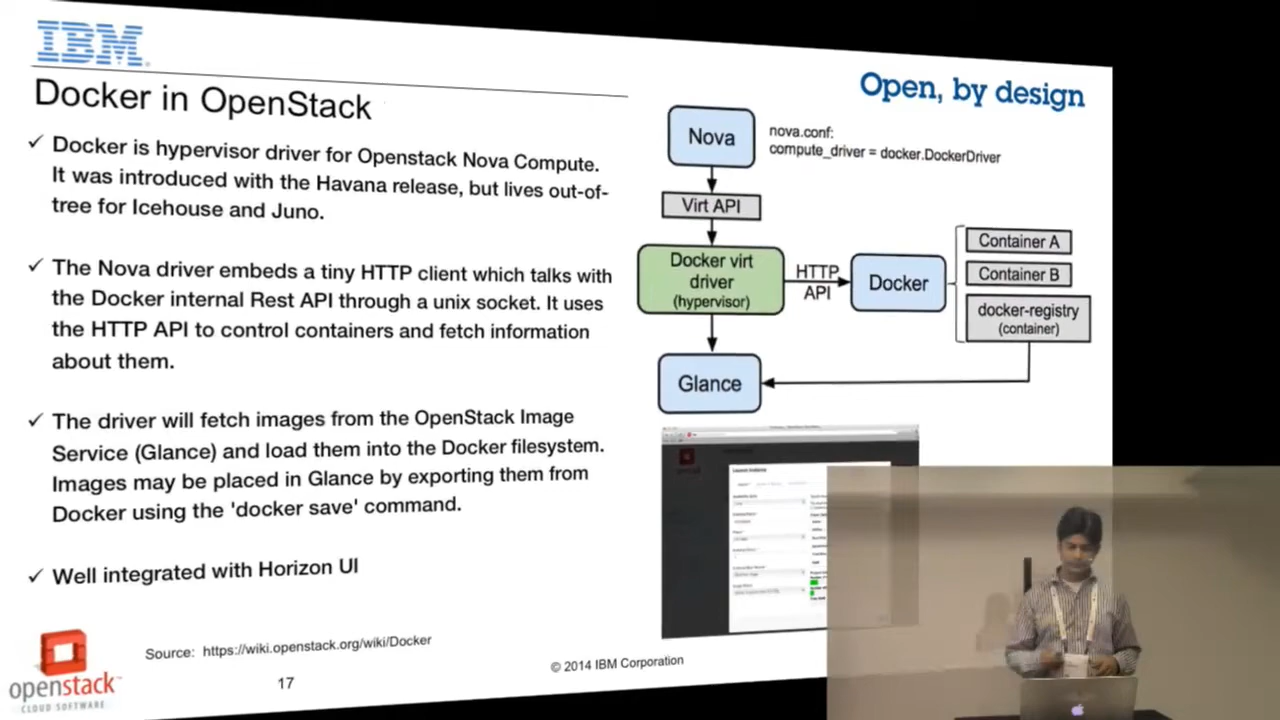 IBM
Docker in OpenStack
Open, by design
Docker is hypervisor driver for Openstack Nova Compute.
It was introduced with the Havana release, but lives out-of-
tree for Icehouse and Juno.
The Nova driver embeds a tiny HTTP client which talks with
the Docker internal Rest API through a unix socket. It uses
the HTTP API to control containers and fetch information
about them.
The driver will fetch images from the OpenStack Image
Service (Glance) and load them into the Docker filesystem.
Images may be placed in Glance by exporting them from
Docker using the 'docker save' command.
Well integrated with Horizon UI
Nova
nova.conf:
compute_driver = docker.DockerDriver
Virt API
Docker virt
driver
(hypervisor)
HTTP
API
Docker
Container A
Container B
docker-registry
(container)
Glance
Source: https://wiki.openstack.org/wiki/Docker
© 2014 IBM Corporation
openstack™
CLOUD SOFTWARE
17